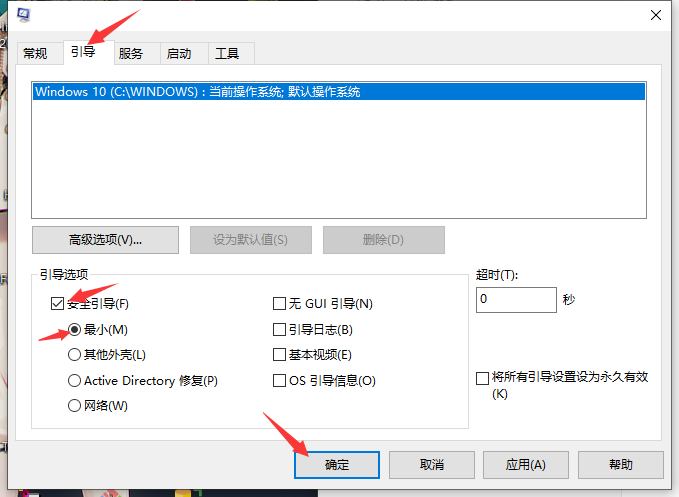 常规 引导 服务 启动 工具
Windows 10 (C:\WINDOWS) : 当前操作系统; 默认操作系统
高级选项(V)... 设为默认值(S) 删除(D)
引导选项 超时(T):
安全引导(F) 无 GUI 引导(N) 0 秒
最小(M) 引导日志(B)
其他外壳(L) 基本视频(E)
Active Directory 修复(P) OS 引导信息(O) 将所有引导设置设为永久有效
(K)
网络(W)
确定 取消 应用(A) 帮助